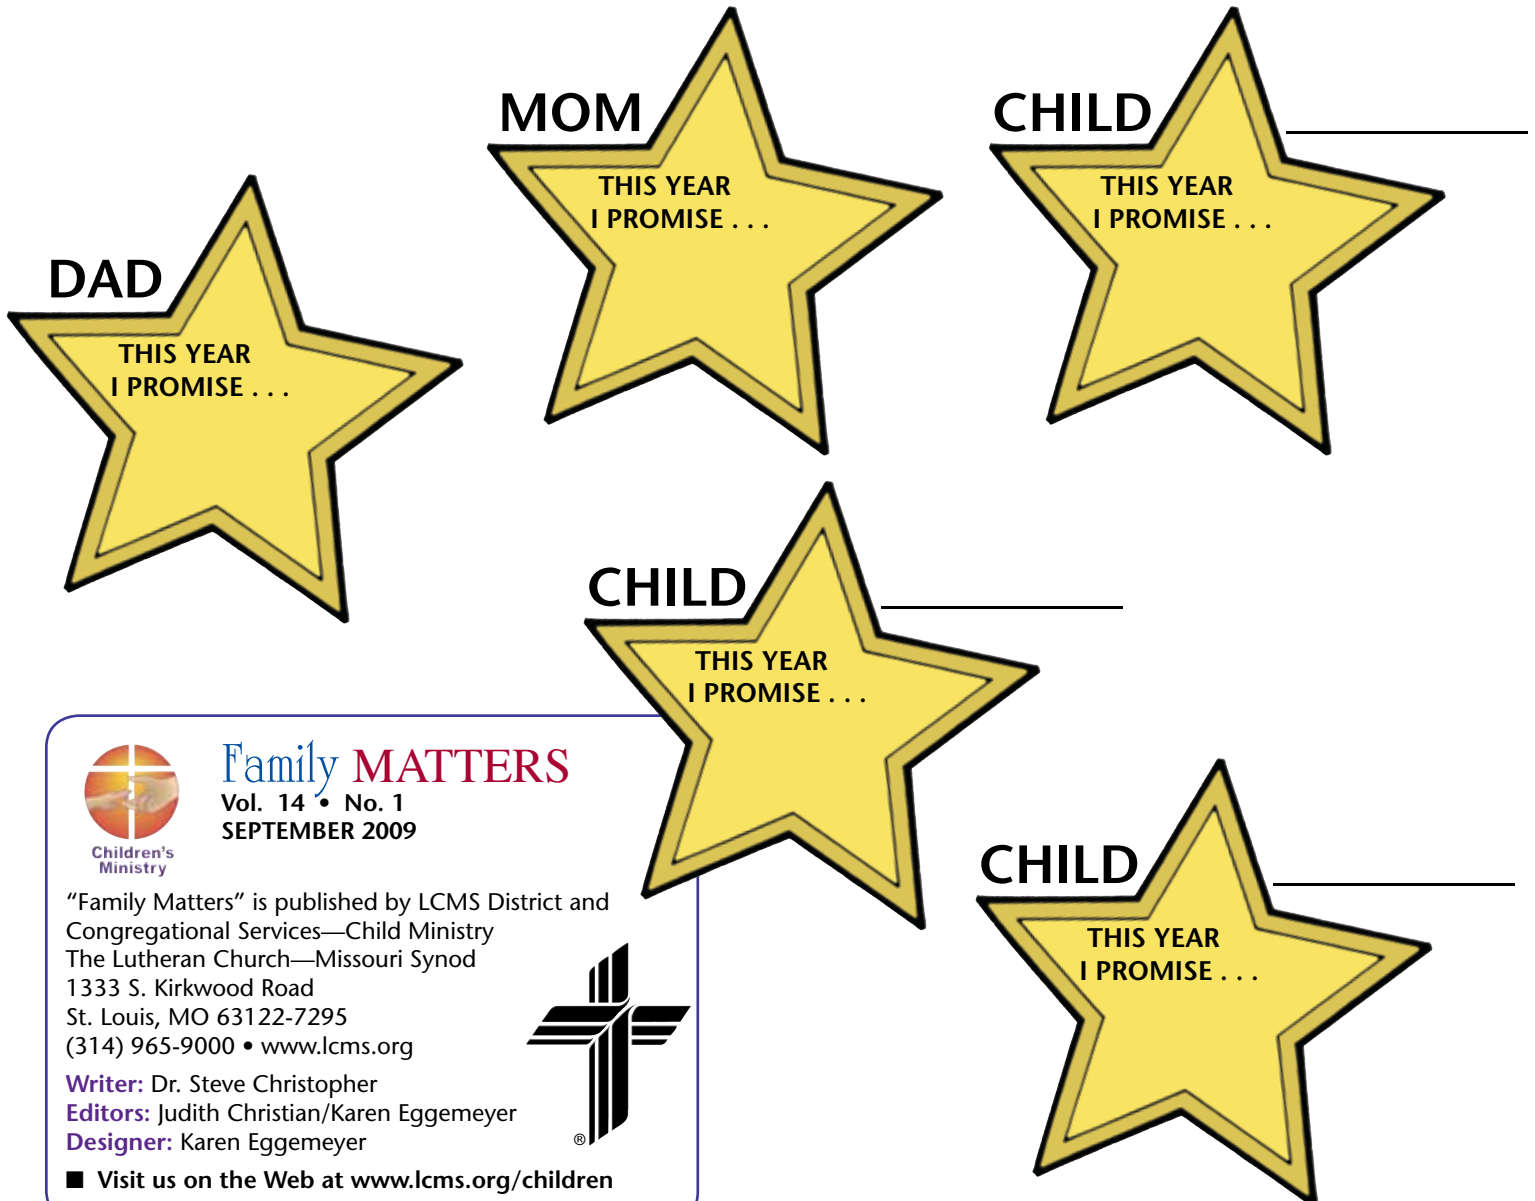 MOM
THIS YEAR
I PROMISE . . .
CHILD
THIS YEAR
I PROMISE . . .
DAD
THIS YEAR
I PROMISE . . .
CHILD
THIS YEAR
I PROMISE . . .
CHILD
THIS YEAR
I PROMISE . . .
Children's
Ministry
Family MATTERS
Vol. 14 • No. 1
SEPTEMBER 2009
“Family Matters” is published by LCMS District and
Congregational Services—Child Ministry
The Lutheran Church—Missouri Synod
1333 S. Kirkwood Road
St. Louis, MO 63122-7295
(314) 965-9000 • www.lcms.org
Writer: Dr. Steve Christopher
Editors: Judith Christian/Karen Eggemeyer
Designer: Karen Eggemeyer
®
■ Visit us on the Web at www.lcms.org/children